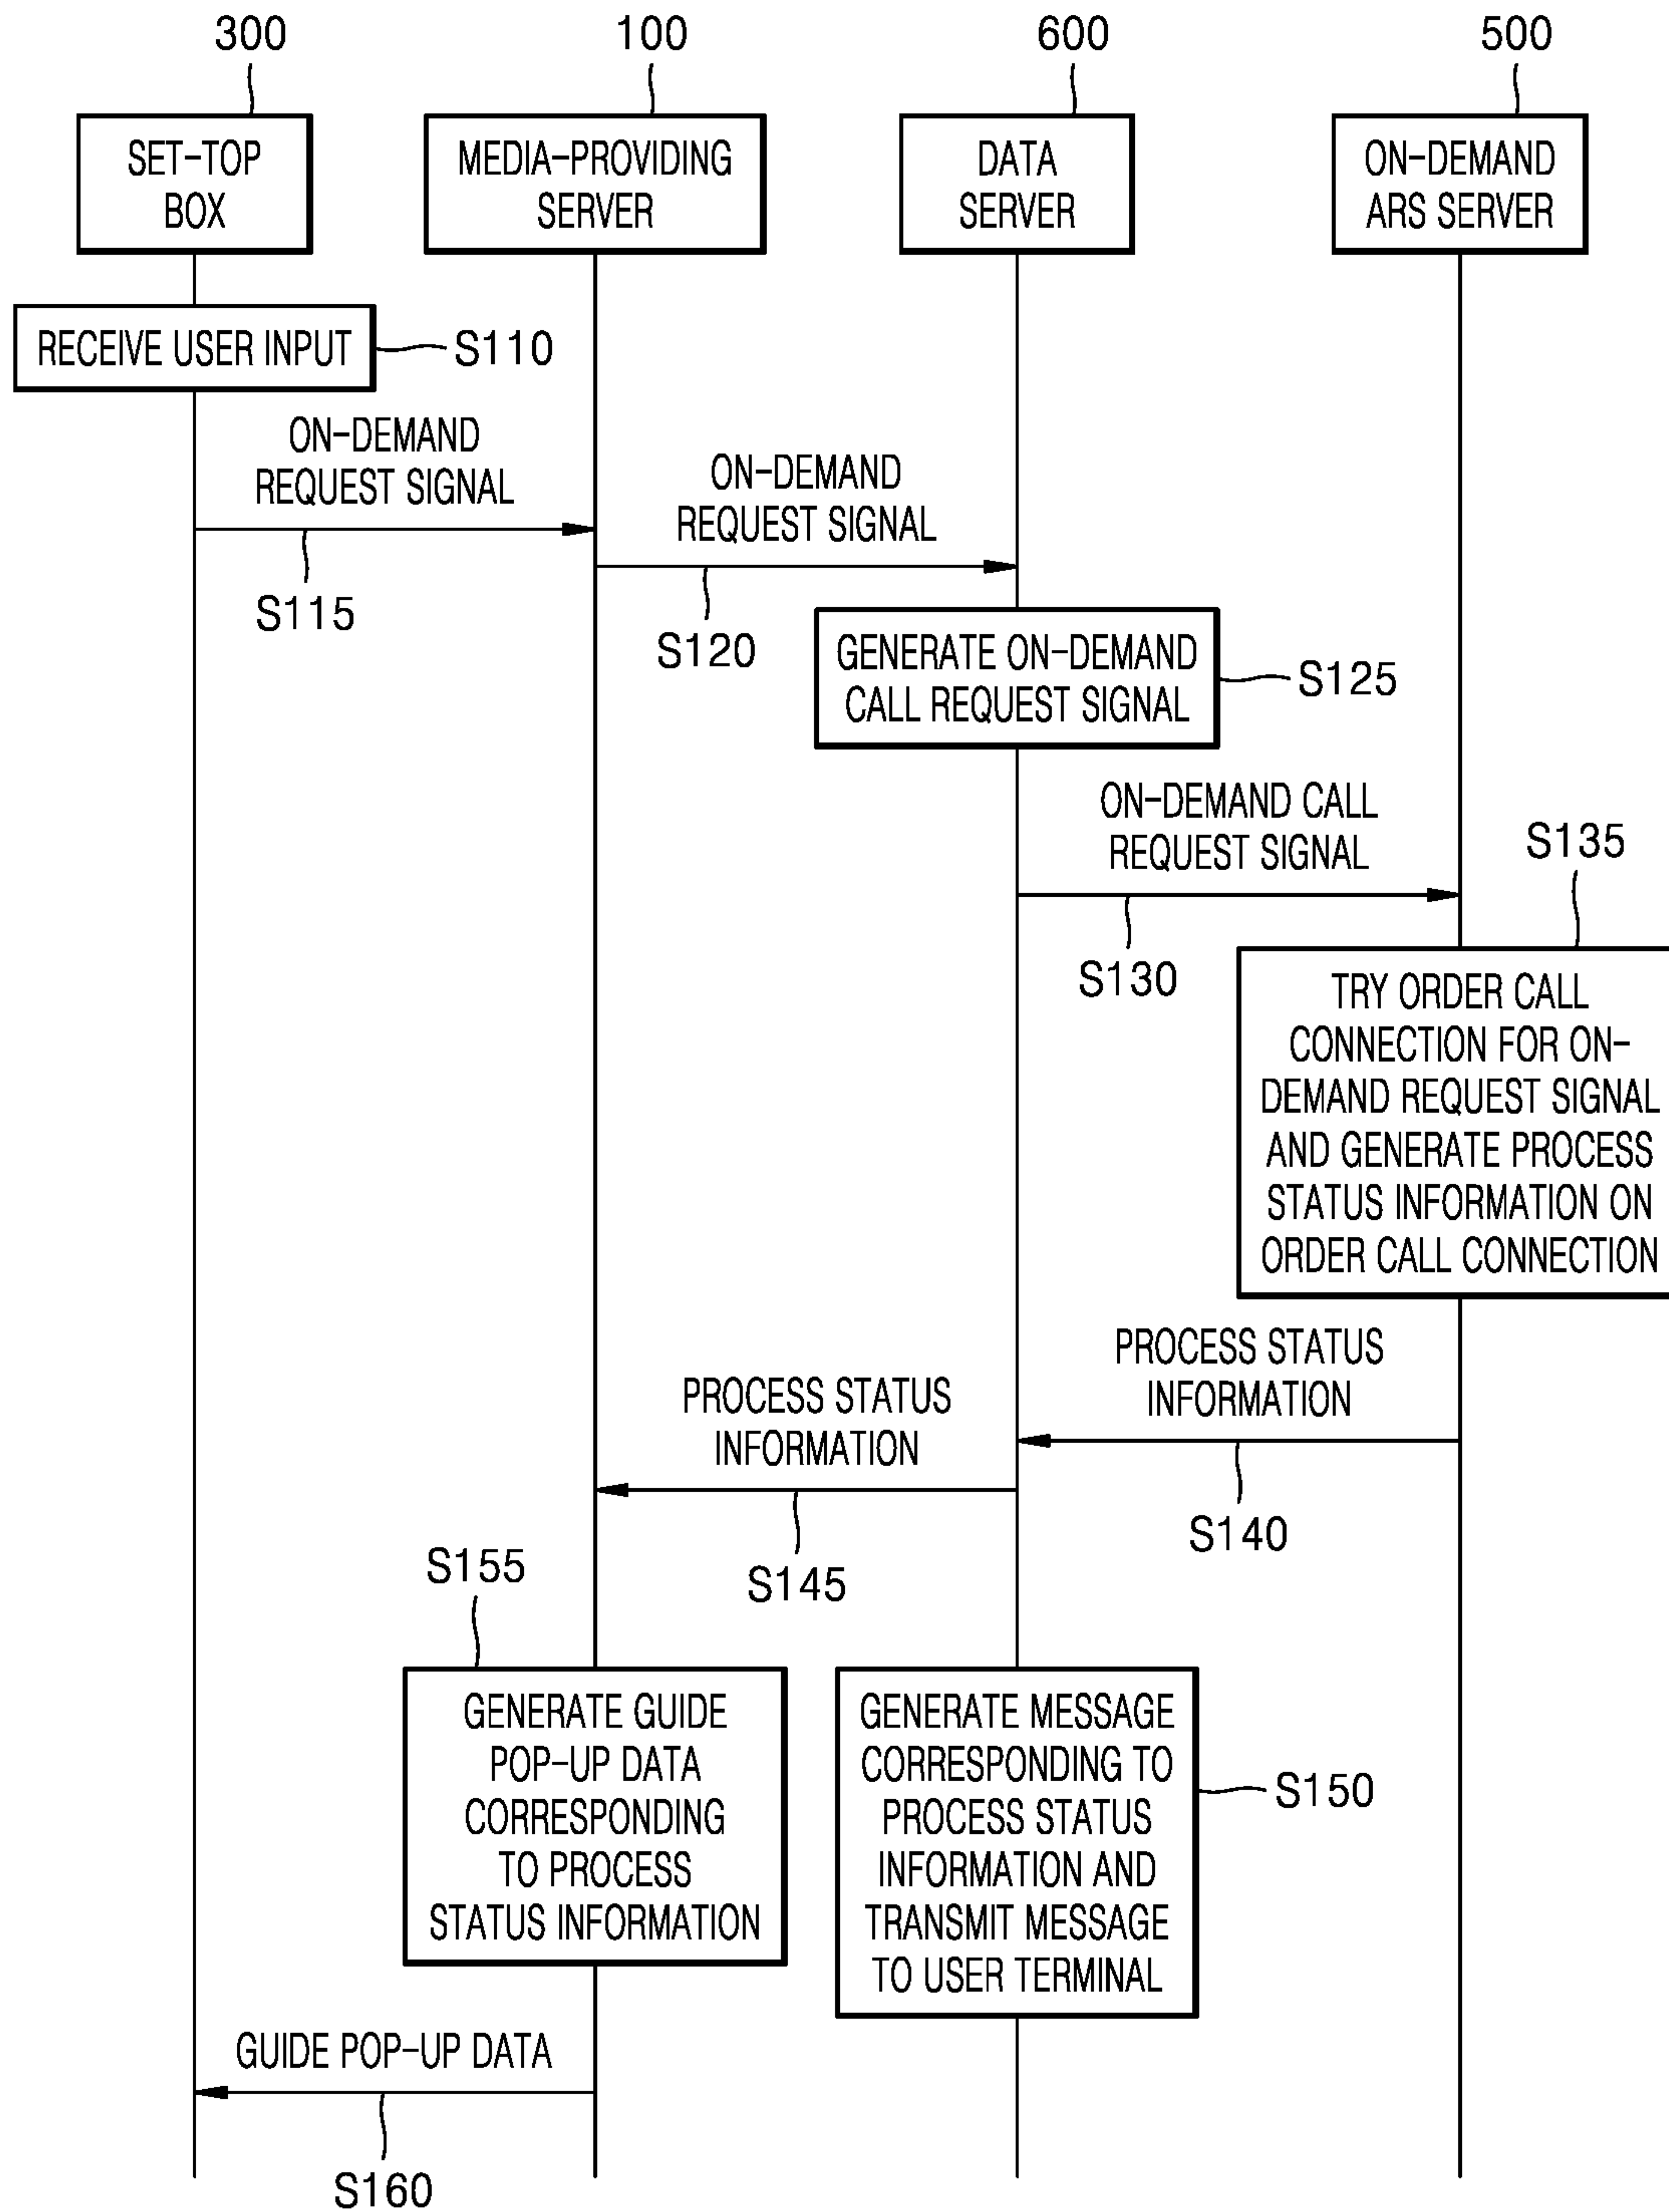 300
100
600
500
SET-TOP
BOX
MEDIA-PROVIDING
SERVER
DATA
SERVER
ON-DEMAND
ARS SERVER
RECEIVE USER INPUT
S110
ON-DEMAND
REQUEST SIGNAL
S115
ON-DEMAND
REQUEST SIGNAL
S120
GENERATE ON-DEMAND
CALL REQUEST SIGNAL
S125
ON-DEMAND CALL
REQUEST SIGNAL
S130
S135
TRY ORDER CALL
CONNECTION FOR ON-
DEMAND REQUEST SIGNAL
AND GENERATE PROCESS
STATUS INFORMATION ON
ORDER CALL CONNECTION
PROCESS STATUS
INFORMATION
S140
PROCESS STATUS
INFORMATION
S145
S155
GENERATE GUIDE
POP-UP DATA
CORRESPONDING
TO PROCESS
STATUS INFORMATION
GENERATE MESSAGE
CORRESPONDING TO
PROCESS STATUS
INFORMATION AND
TRANSMIT MESSAGE
TO USER TERMINAL
S150
GUIDE POP-UP DATA
S160